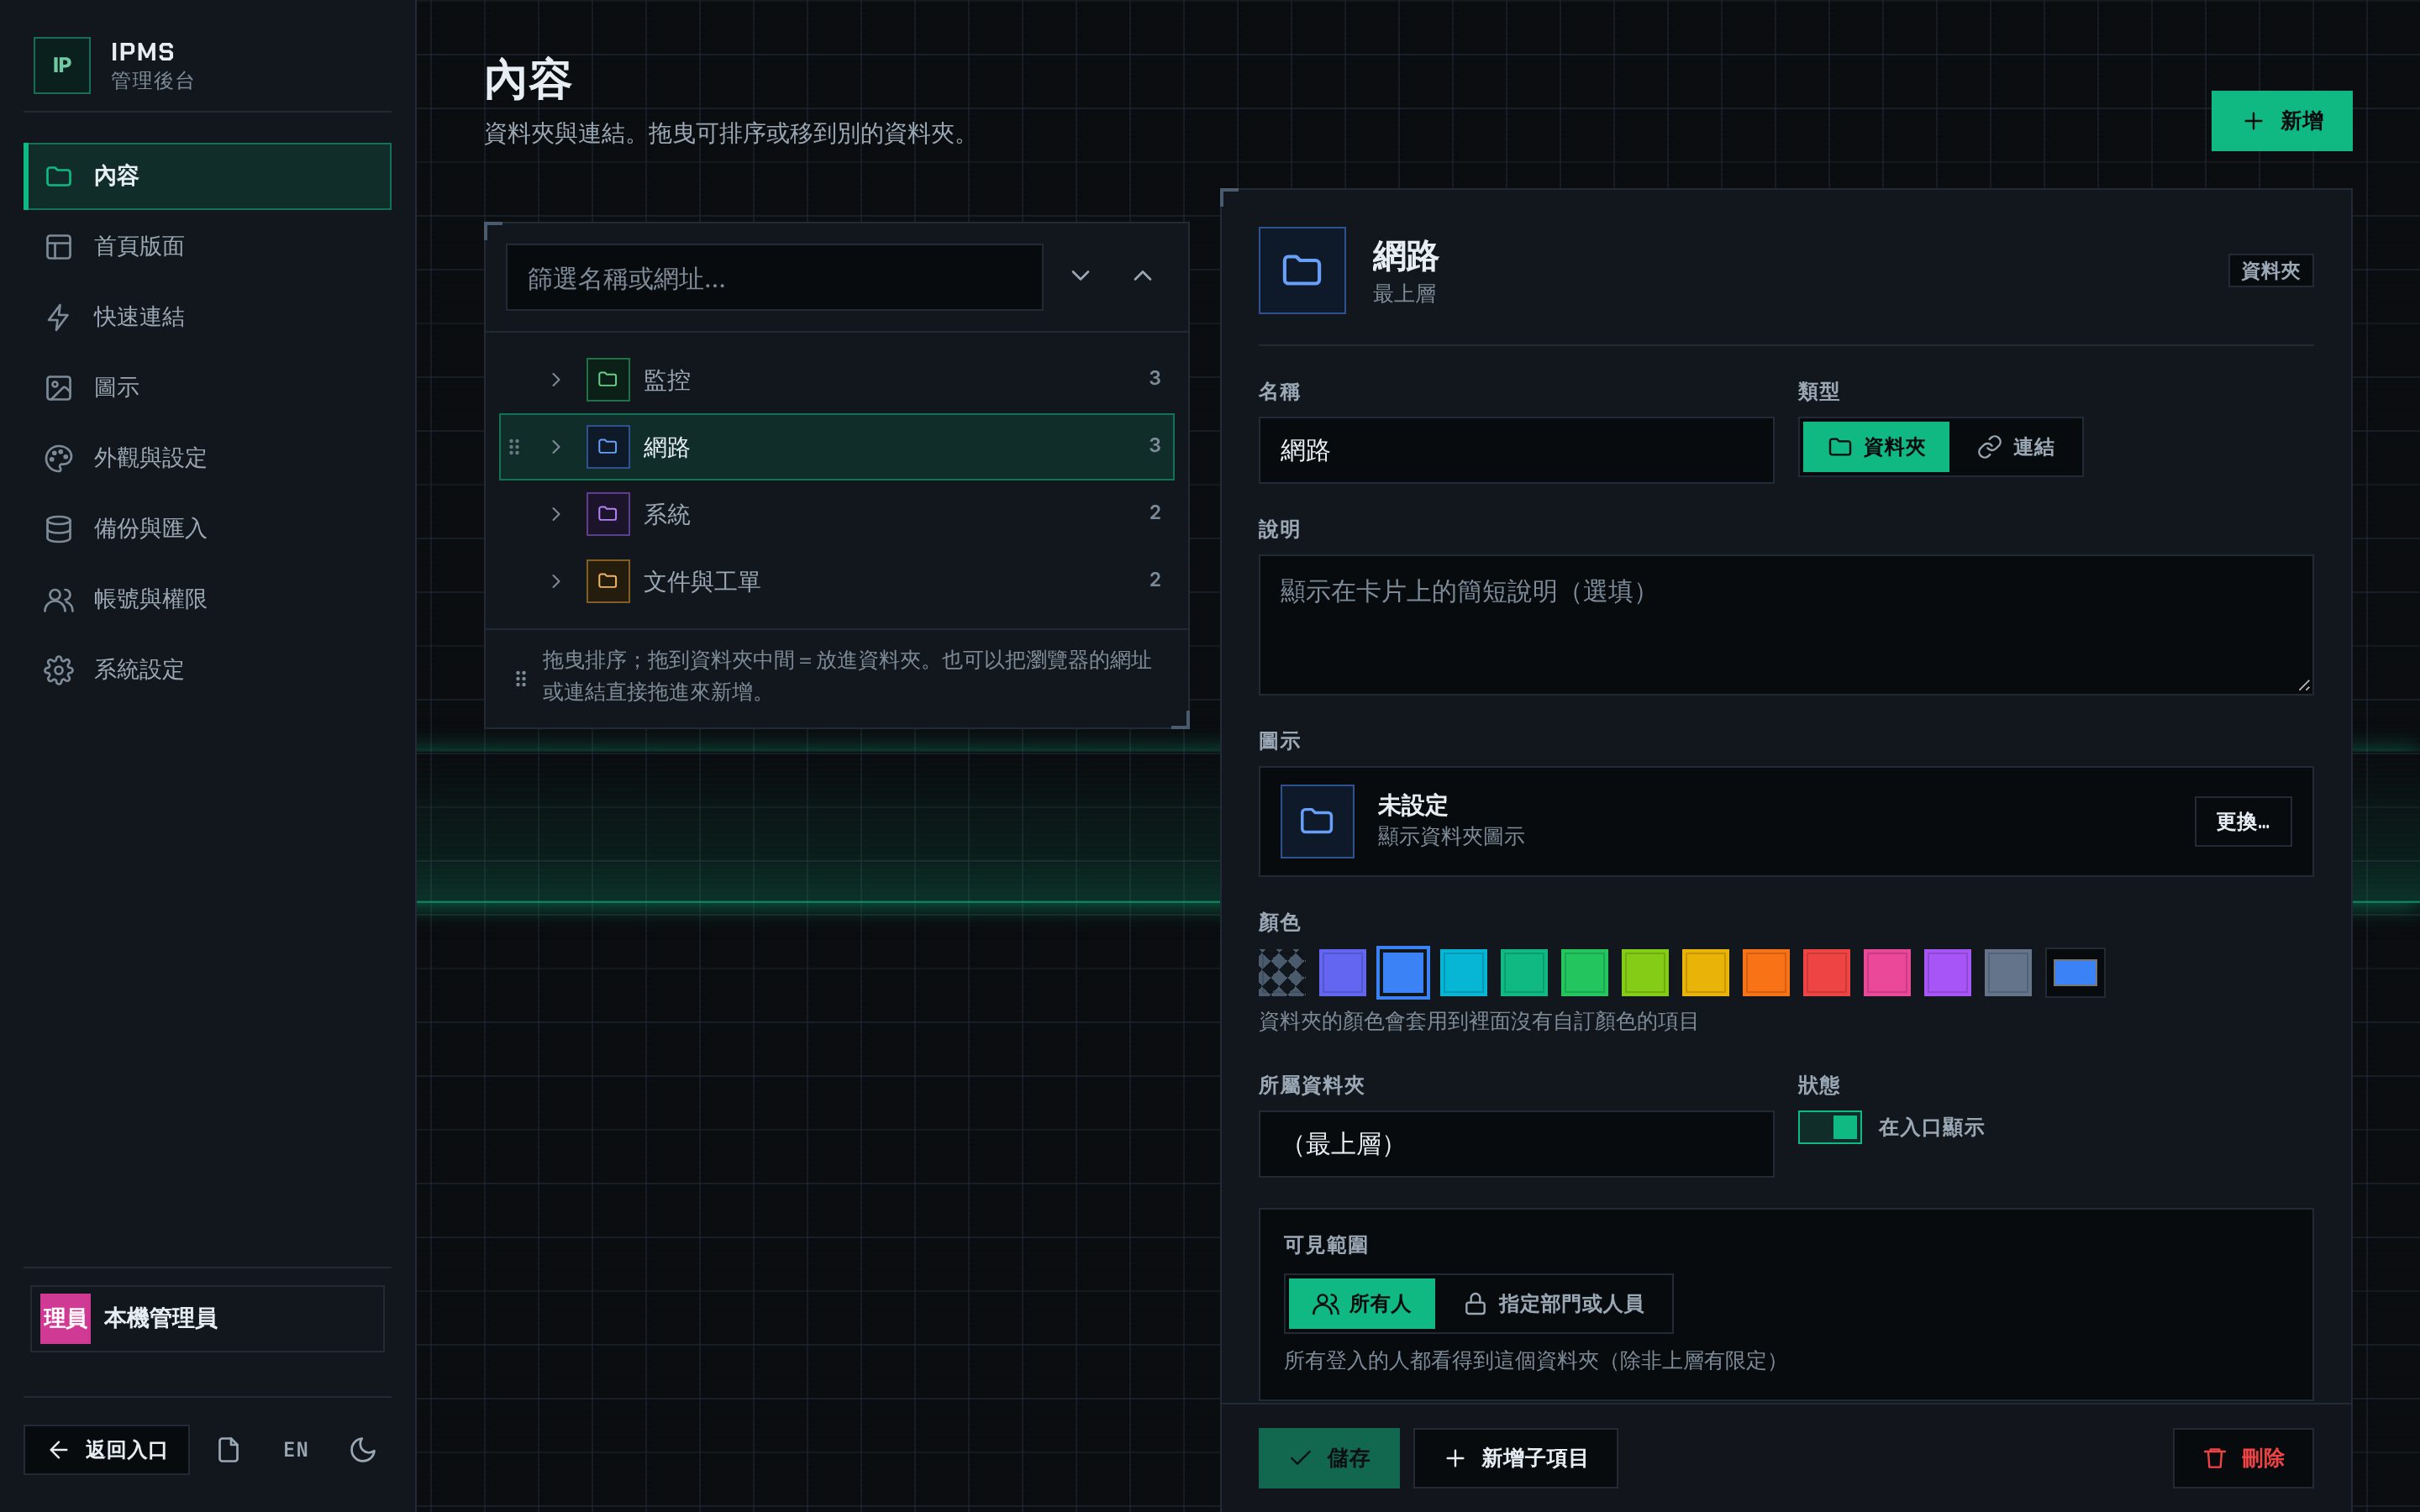 IP
IPMS
管理後台
內容
首頁版面
快速連結
圖示
外觀與設定
備份與匯入
帳號與權限
系統設定
理員
本機管理員
返回入口
EN
內容
資料夾與連結。拖曳可排序或移到別的資料夾。
新增
篩選名稱或網址...
監控
3
網路
3
系統
2
文件與工單
2
拖曳排序；拖到資料夾中間＝放進資料夾。也可以把瀏覽器的網址
或連結直接拖進來新增。
網路
最上層
資料夾
名稱
類型
網路
資料夾
連結
說明
顯示在卡片上的簡短說明（選填）
圖示
未設定
顯示資料夾圖示
更換…
顏色
資料夾的顏色會套用到裡面沒有自訂顏色的項目
所屬資料夾
狀態
（最上層）
在入口顯示
可見範圍
所有人
指定部門或人員
所有登入的人都看得到這個資料夾（除非上層有限定）
儲存
新增子項目
刪除